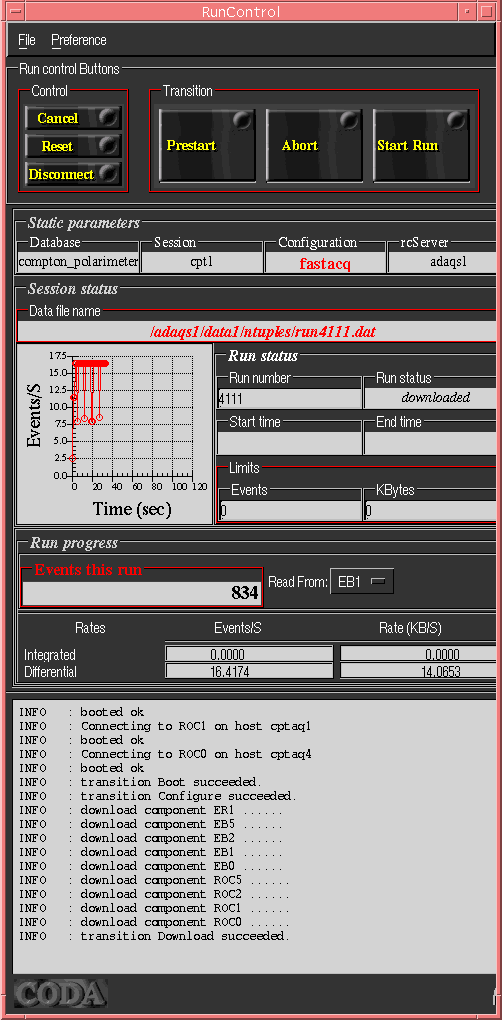 RunControl
File Preference
Run control Buttons
Control Transition
Cancel
Reset
Disconnect
Prestart Abort Start Run
Static parameters
Database Session Configuration rcServer
compton_polarimeter cpt1 fastacq adaqs1
Session status
Data file name
/adaqs1/data1/ntuples/run4111.dat
Events/S
17.5
15.0
12.5
10.0
7.5
5.0
2.5
0.0
0 20 40 60 80 100 120
Time (sec)
Run status
Run number Run status
4111 downloaded
Start time End time
Limits
Events KBytes
0 0
Run progress
Events this run
834
Read From: EB1
Rates Events/S Rate (KB/S)
Integrated 0.0000 0.0000
Differential 16.4174 14.0653
INFO : booted ok
INFO : Connecting to ROC1 on host cptaq1
INFO : booted ok
INFO : Connecting to ROC0 on host cptaq4
INFO : booted ok
INFO : transition Boot succeeded.
INFO : transition Configure succeeded.
INFO : download component ER1 ......
INFO : download component EB5 ......
INFO : download component EB2 ......
INFO : download component EB1 ......
INFO : download component EB0 ......
INFO : download component ROC5 ......
INFO : download component ROC2 ......
INFO : download component ROC1 ......
INFO : download component ROC0 ......
INFO : transition Download succeeded.
CODA